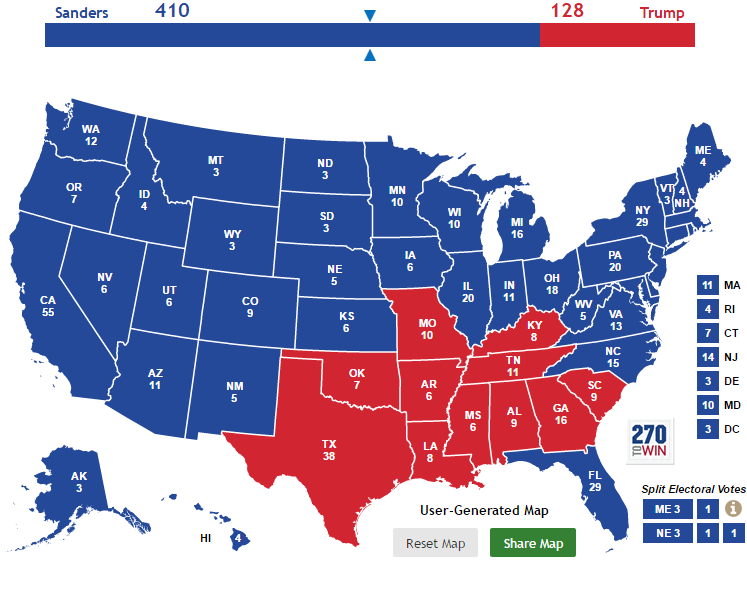 Sanders 410 128 Trump
WA
12
OR
7
CA
55
NV
6
ID
4
MT
3
WY
3
UT
6
AZ
11
CO
9
NM
5
ND
3
SD
3
NE
5
KS
6
OK
7
TX
38
MN
10
IA
6
MO
10
AR
6
LA
8
WI
10
IL
20
MI
16
IN
11
OH
18
KY
8
TN
11
MS
6
AL
9
GA
16
SC
9
NC
15
FL
29
WV
5
VA
13
PA
20
NY
29
VT
3
4
NH
ME
4
AK
3
HI 4
11 MA
4 RI
7 CT
14 NJ
3 DE
10 MD
3 DC
270
TO WIN
Split Electoral Votes
ME 3 1 i
NE 3 1 1
User-Generated Map
Reset Map Share Map